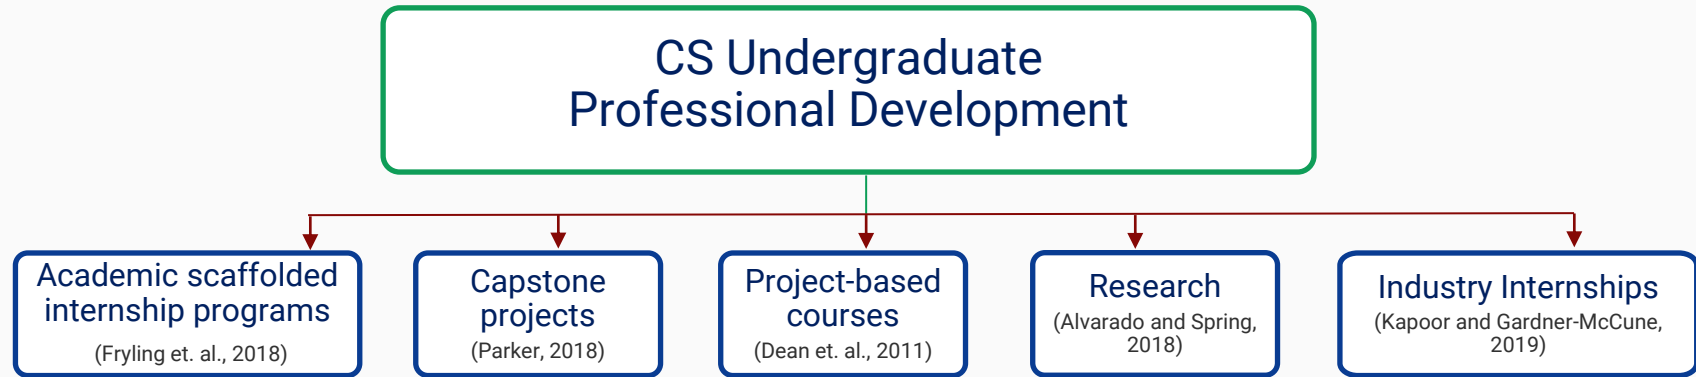 CS Undergraduate
Professional Development
Academic scaffolded
internship programs
(Fryling et. al., 2018)
Capstone
projects
(Parker, 2018)
Project-based
courses
(Dean et. al., 2011)
Research
(Alvarado and Spring,
2018)
Industry Internships
(Kapoor and Gardner-McCune,
2019)